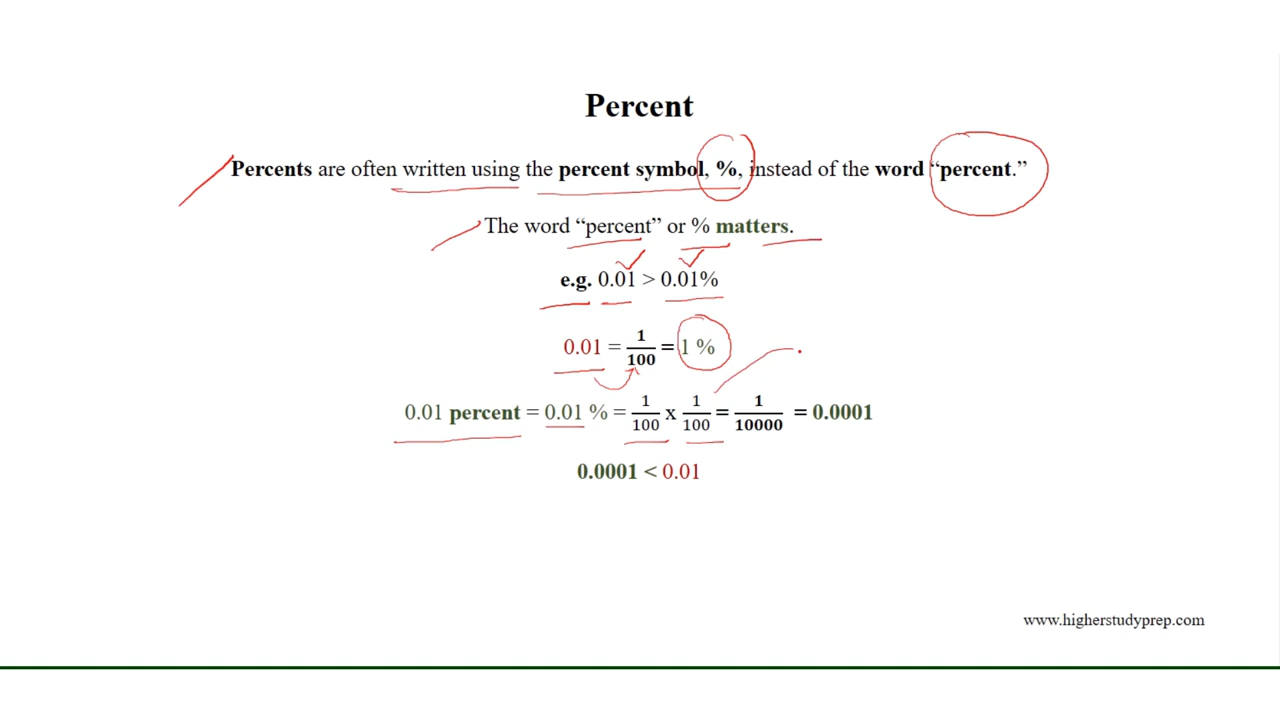 Percent
Percents are often written using the percent symbol, %, instead of the word “percent.”
The word “percent” or % matters.
e.g. 0.01 > 0.01%
0.01 = 1/100 = 1 %
0.01 percent = 0.01 % = 1/100 x 1/100 = 1/10000 = 0.0001
0.0001 < 0.01
www.higherstudyprep.com